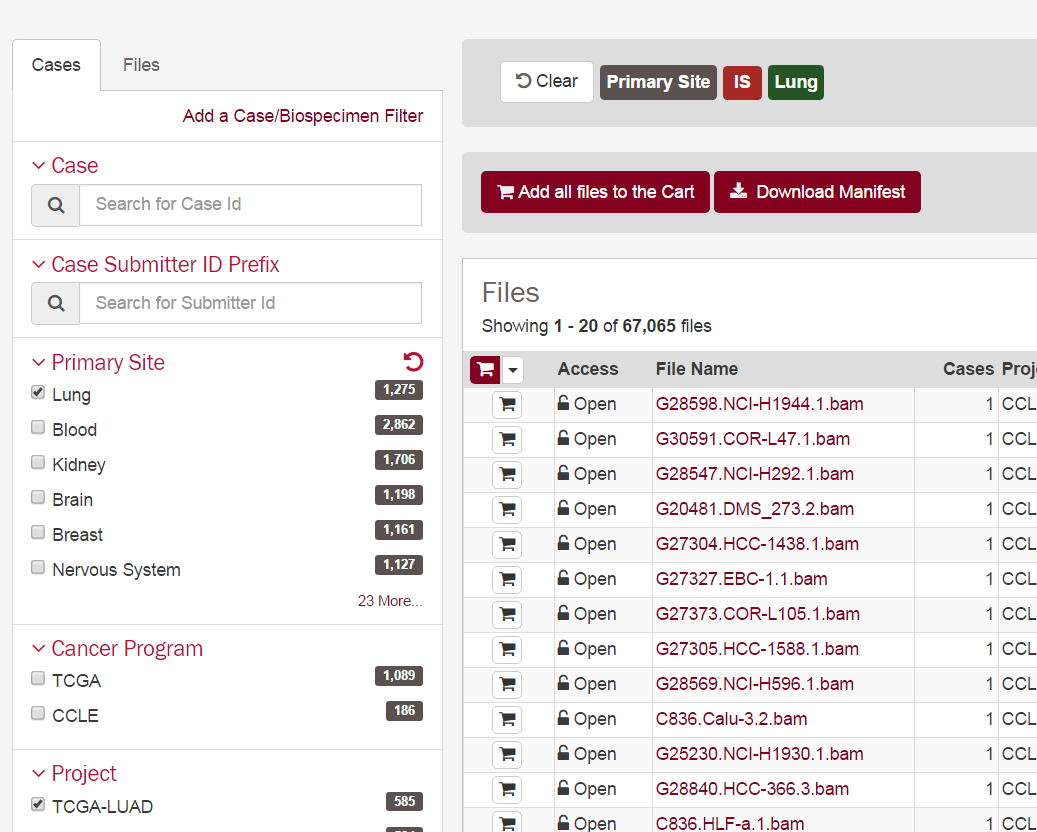 Cases Files
Add a Case/Biospecimen Filter
Case
Search for Case Id
Case Submitter ID Prefix
Search for Submitter Id
Primary Site
Lung 1,275
Blood 2,862
Kidney 1,706
Brain 1,198
Breast 1,161
Nervous System 1,127
23 More...
Cancer Program
TCGA 1,089
CCLE 186
Project
TCGA-LUAD 585
Clear Primary Site IS Lung
Add all files to the Cart Download Manifest
Files
Showing 1 - 20 of 67,065 files
Access File Name Cases Proj
Open G28598.NCI-H1944.1.bam 1 CCL
Open G30591.COR-L47.1.bam 1 CCL
Open G28547.NCI-H292.1.bam 1 CCL
Open G20481.DMS_273.2.bam 1 CCL
Open G27304.HCC-1438.1.bam 1 CCL
Open G27327.EBC-1.1.bam 1 CCL
Open G27373.COR-L105.1.bam 1 CCL
Open G27305.HCC-1588.1.bam 1 CCL
Open G28569.NCI-H596.1.bam 1 CCL
Open C836.Calu-3.2.bam 1 CCL
Open G25230.NCI-H1930.1.bam 1 CCL
Open G28840.HCC-366.3.bam 1 CCL
Open C836.HLF-a.1.bam 1 CCL